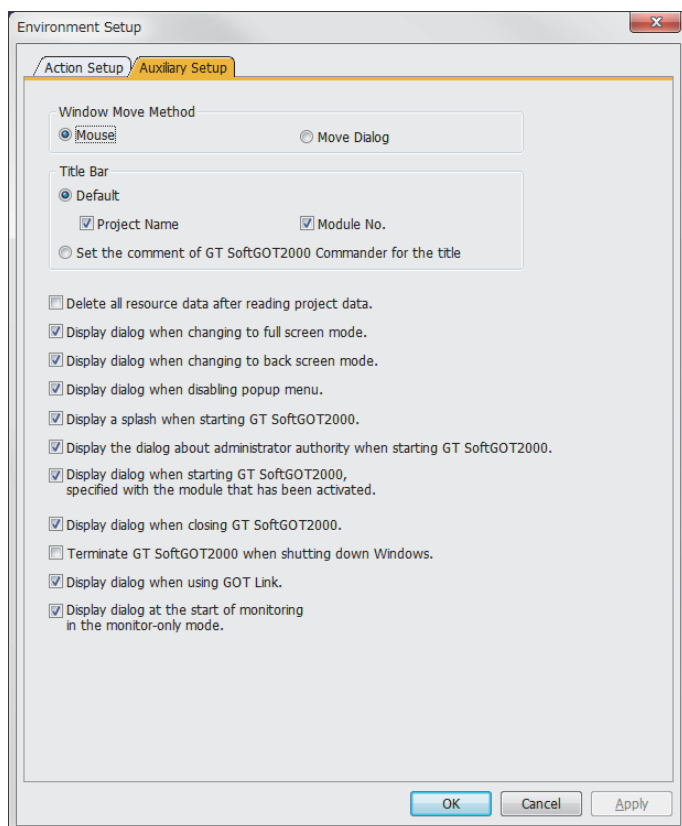 Environment Setup
Action Setup Auxiliary Setup
Window Move Method
Mouse Move Dialog
Title Bar
Default
Project Name Module No.
Set the comment of GT SoftGOT2000 Commander for the title
Delete all resource data after reading project data.
Display dialog when changing to full screen mode.
Display dialog when changing to back screen mode.
Display dialog when disabling popup menu.
Display a splash when starting GT SoftGOT2000.
Display the dialog about administrator authority when starting GT SoftGOT2000.
Display dialog when starting GT SoftGOT2000,
specified with the module that has been activated.
Display dialog when closing GT SoftGOT2000.
Terminate GT SoftGOT2000 when shutting down Windows.
Display dialog when using GOT Link.
Display dialog at the start of monitoring
in the monitor-only mode.
OK Cancel Apply